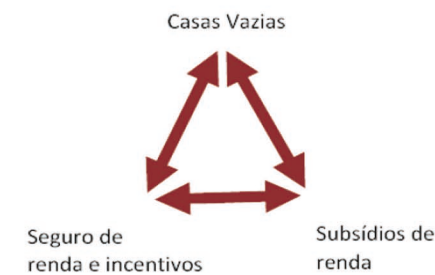 Casas Vazias
Seguro de
renda e incentivos
Subsídios de
renda